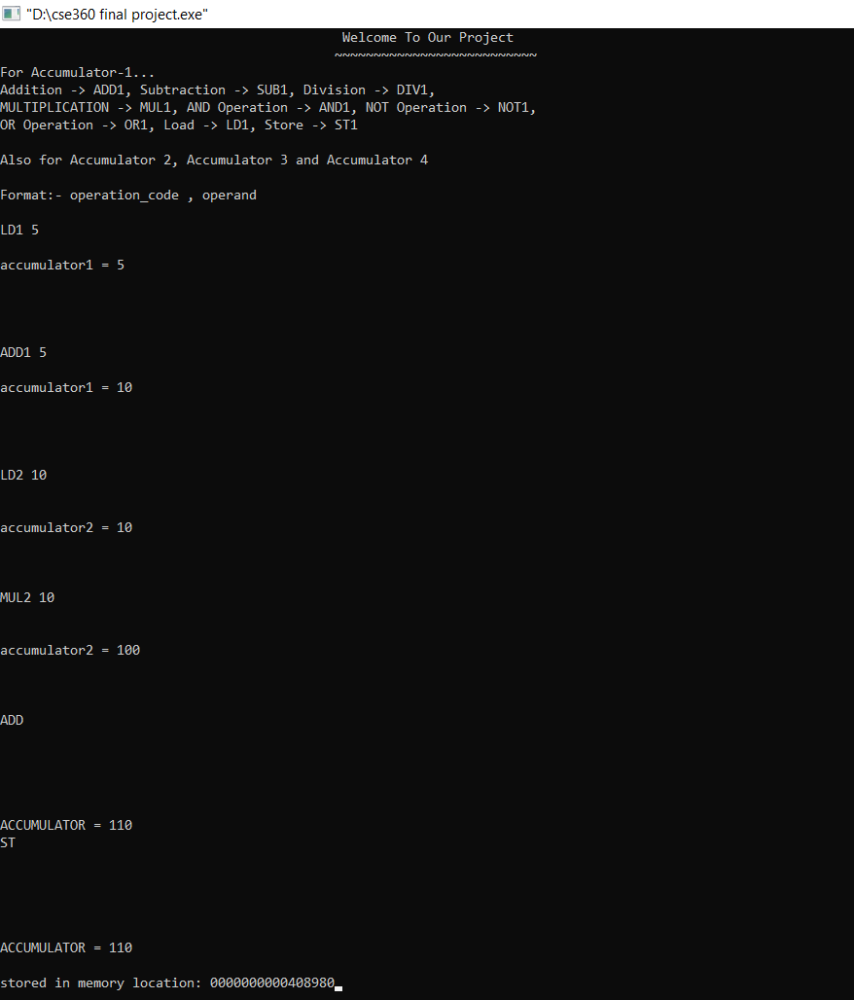 "D:\cse360 final project.exe"
Welcome To Our Project
~~~~~~~~~~~~~~~~~~~~~~~~~~
For Accumulator-1...
Addition -> ADD1, Subtraction -> SUB1, Division -> DIV1,
MULTIPLICATION -> MUL1, AND Operation -> AND1, NOT Operation -> NOT1,
OR Operation -> OR1, Load -> LD1, Store -> ST1
Also for Accumulator 2, Accumulator 3 and Accumulator 4
Format:- operation_code , operand
LD1 5
accumulator1 = 5
ADD1 5
accumulator1 = 10
LD2 10
accumulator2 = 10
MUL2 10
accumulator2 = 100
ADD
ACCUMULATOR = 110
ST
ACCUMULATOR = 110
stored in memory location: 0000000000408980